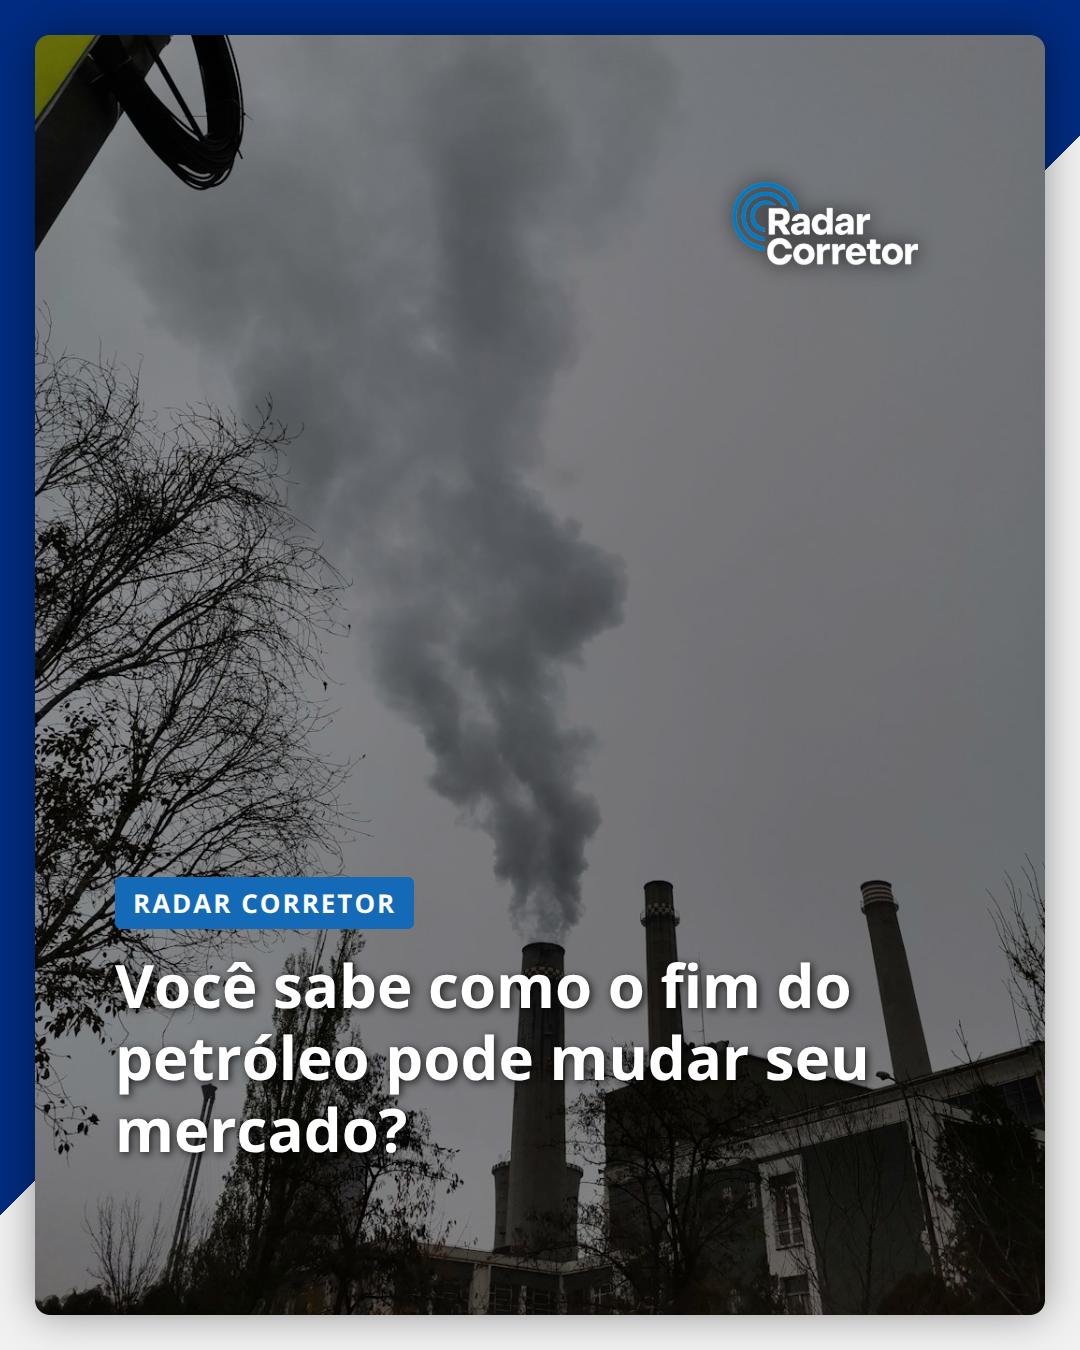 Radar
Corretor
RADAR CORRETOR
Você sabe como o fim do
petróleo pode mudar seu
mercado?